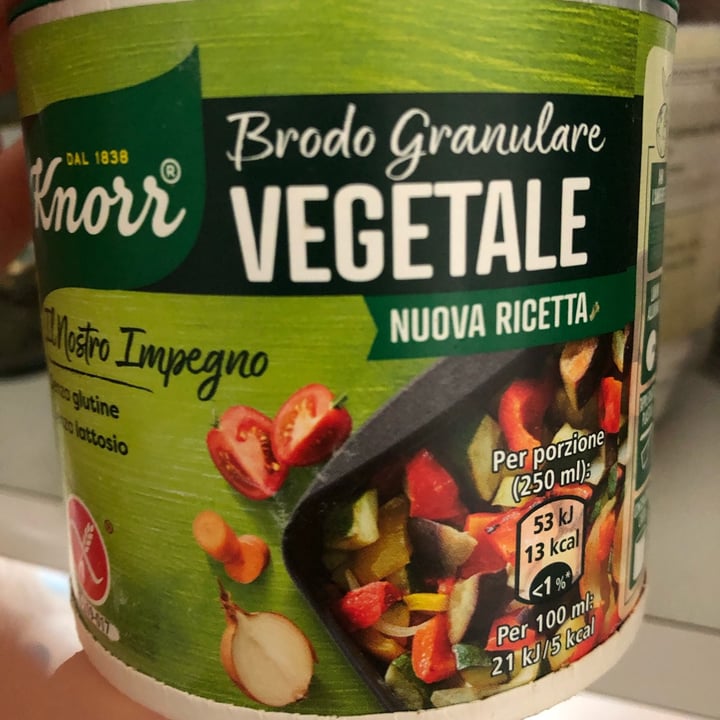 DAL 1838
Knorr®
Brodo Granulare
VEGETALE
NUOVA RICETTA
Il Nostro Impegno
glutine
lattosio
Per porzione
(250 ml):
53 kJ
13 kcal
<1 %*
Per 100 ml:
21 kJ/5 kcal